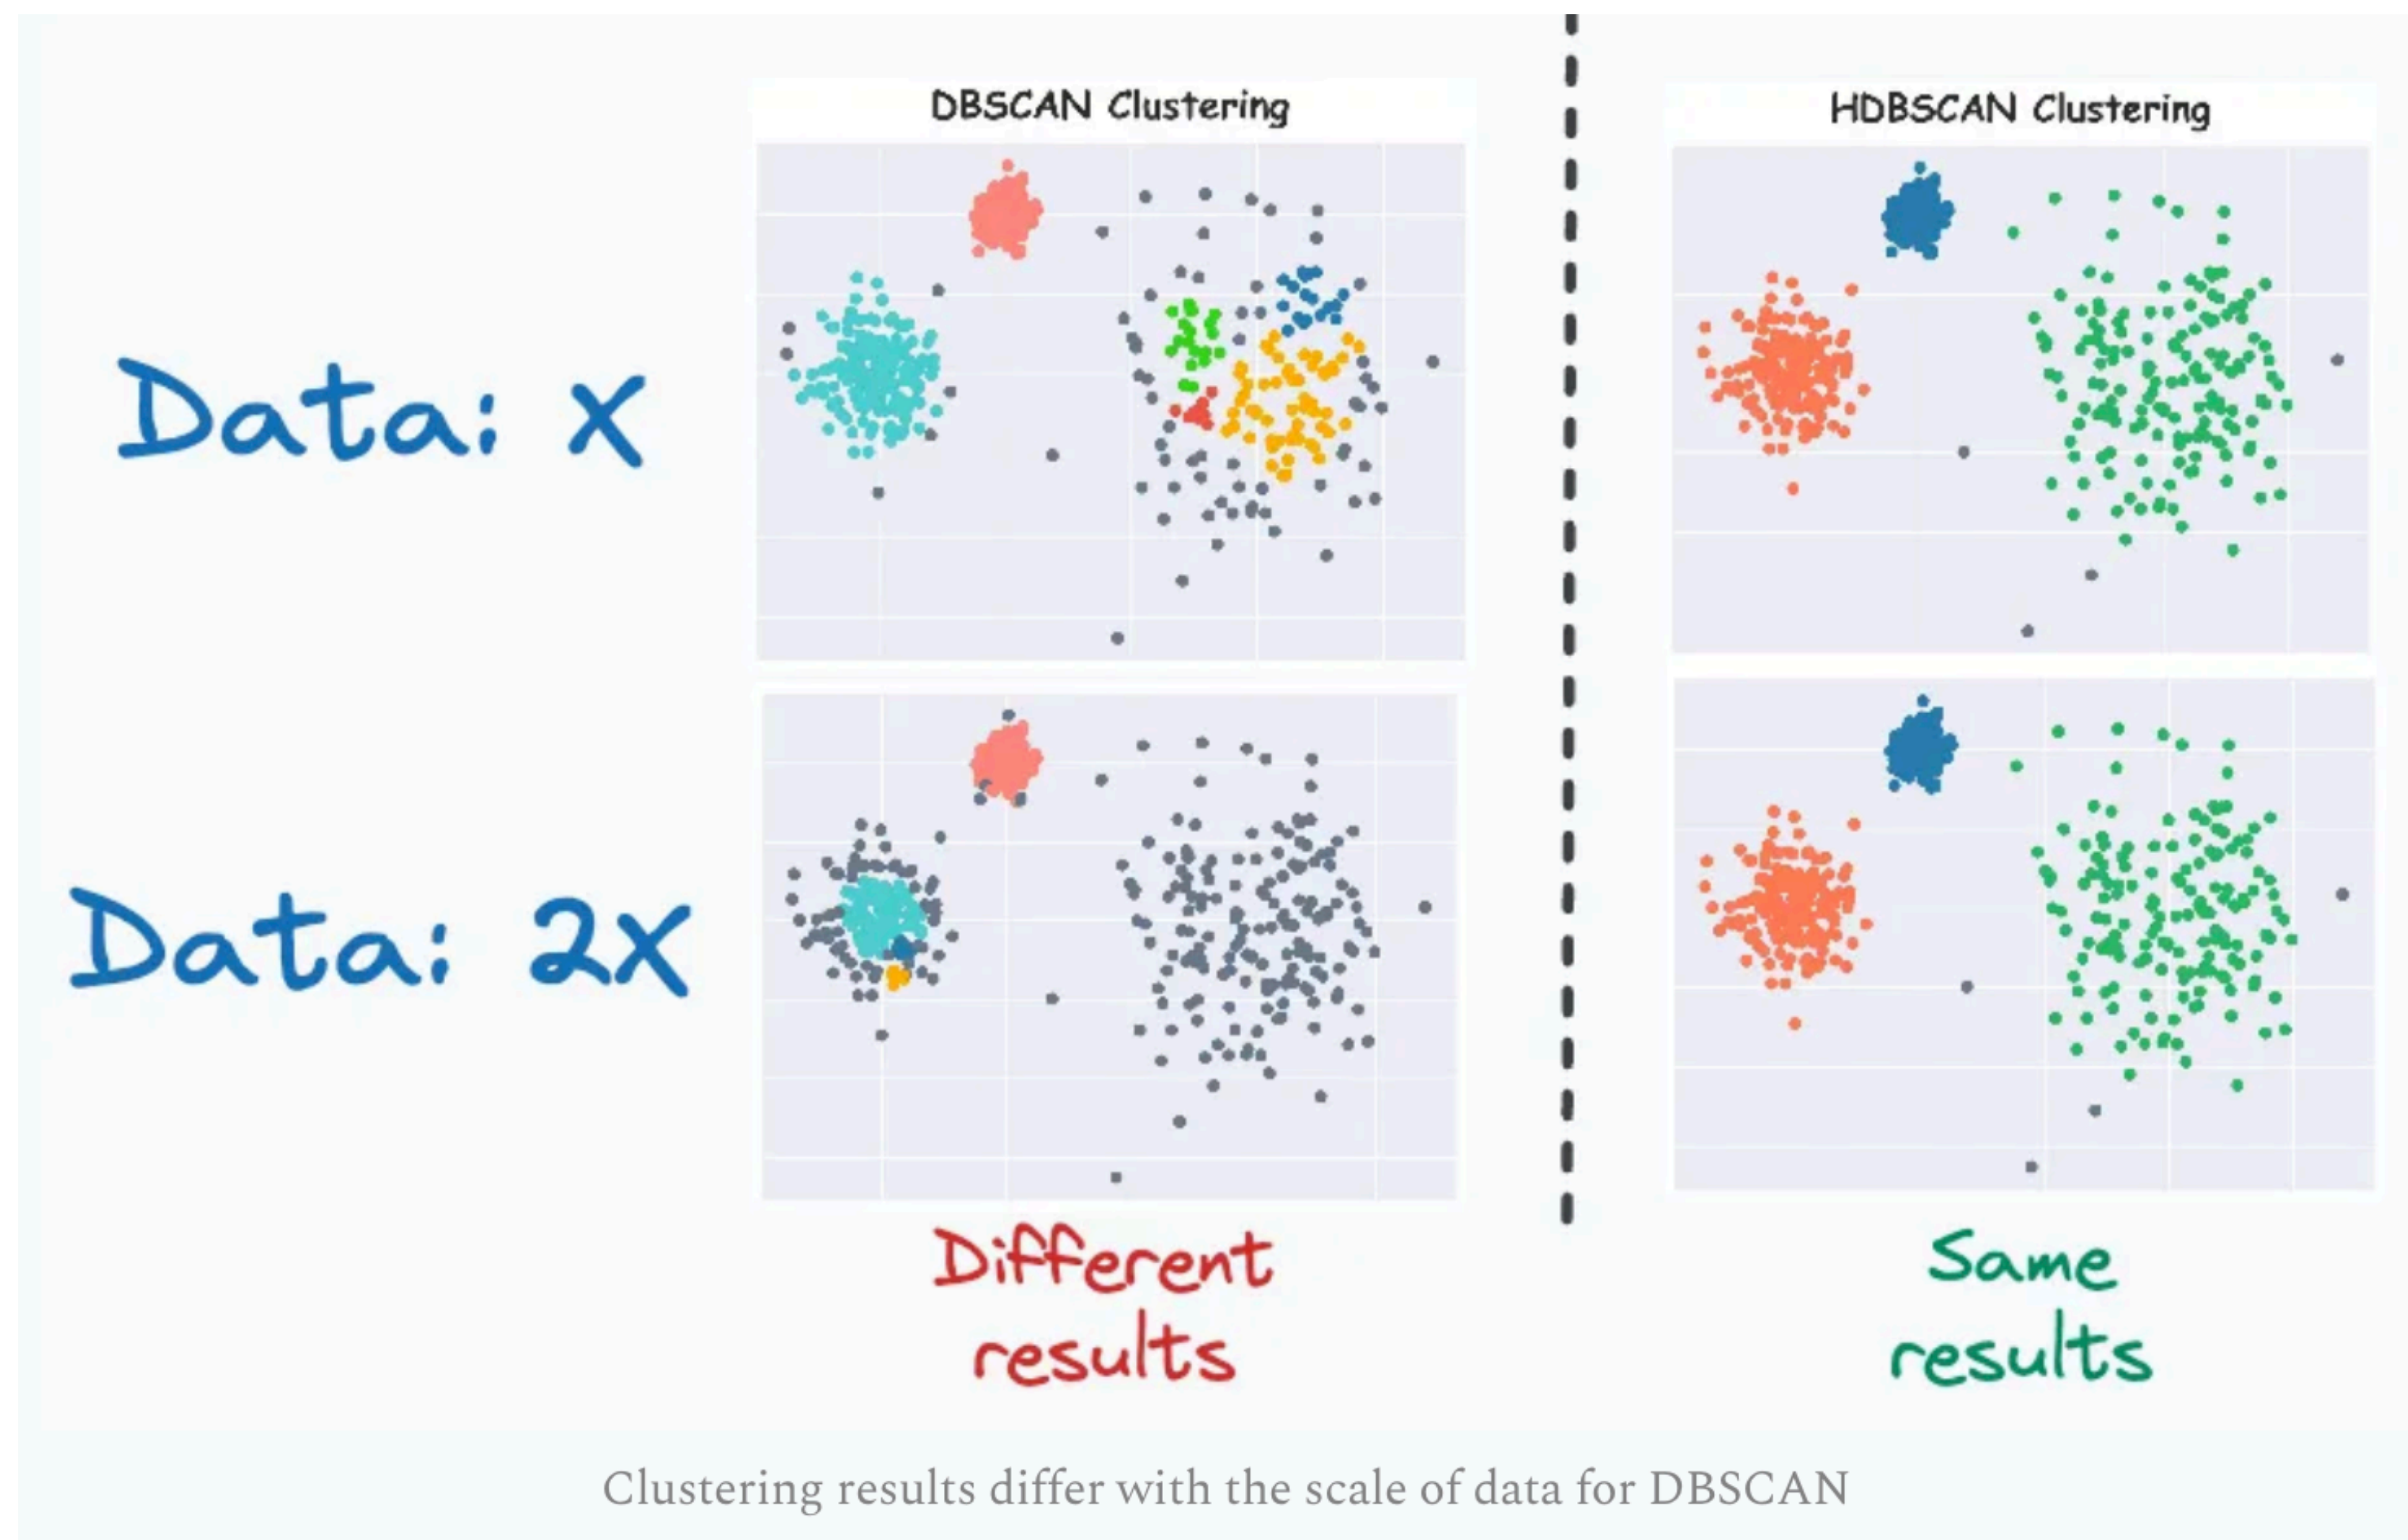 DBSCAN Clustering
HDBSCAN Clustering
Data: X
Data: 2X
Different
results
Same
results
Clustering results differ with the scale of data for DBSCAN